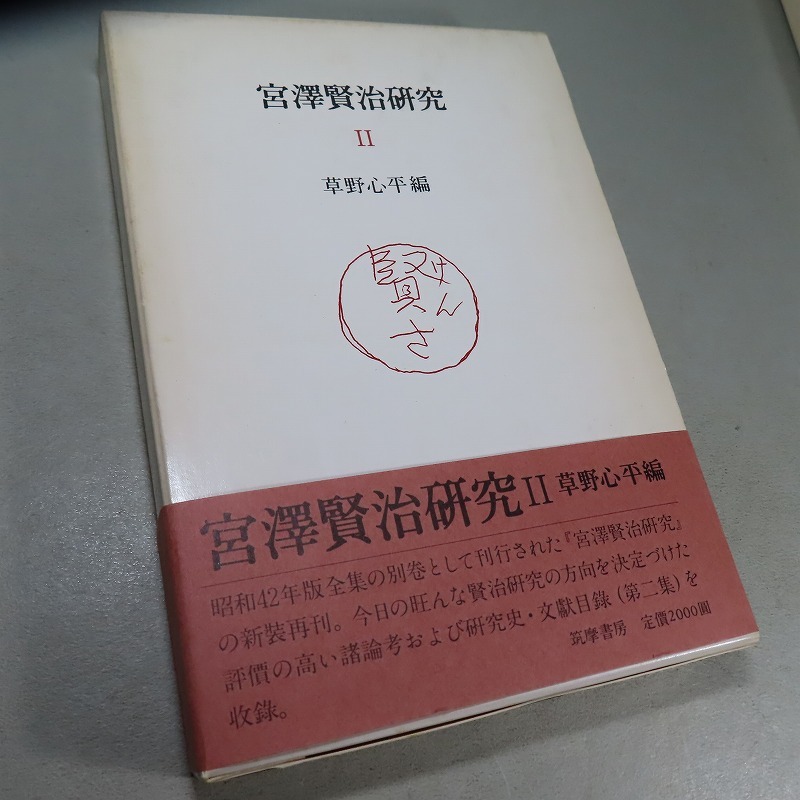 宮澤賢治研究
II
草野心平編
賢
けん
さ
宮澤賢治研究II 草野心平編
昭和42年版全集の別巻として刊行された『宮澤賢治研究』
の新装再刊。今日の旺んな賢治研究の方向を決定づけた
評價の高い諸論考および研究史・文獻目録(第二集)を
收錄。
筑摩書房 定價2000圓